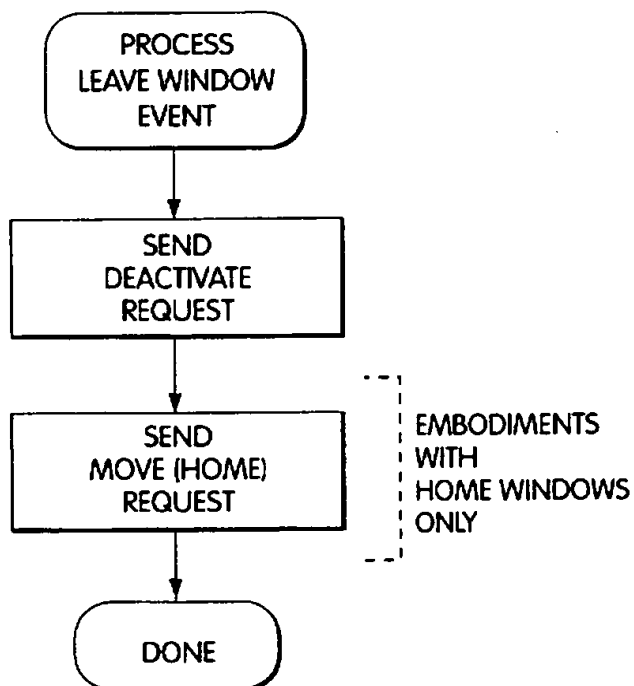 PROCESS
LEAVE WINDOW
EVENT
SEND
DEACTIVATE
REQUEST
SEND
MOVE (HOME)
REQUEST
EMBODIMENTS
WITH
HOME WINDOWS
ONLY
DONE